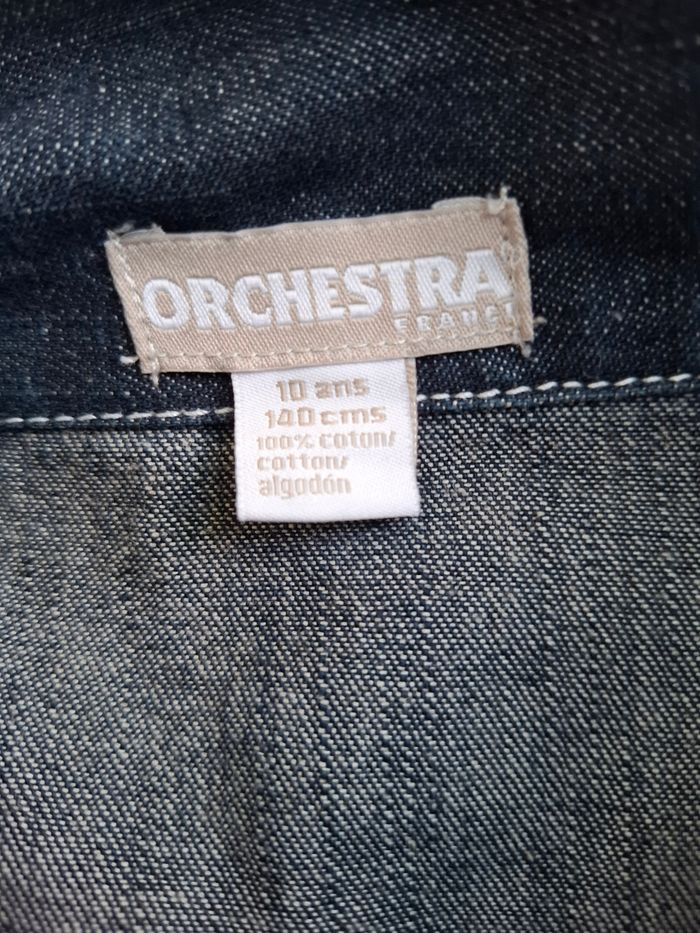 ORCHESTRA
FRANCE
10 ans
140 cms
100% coton/
cotton/
algodón